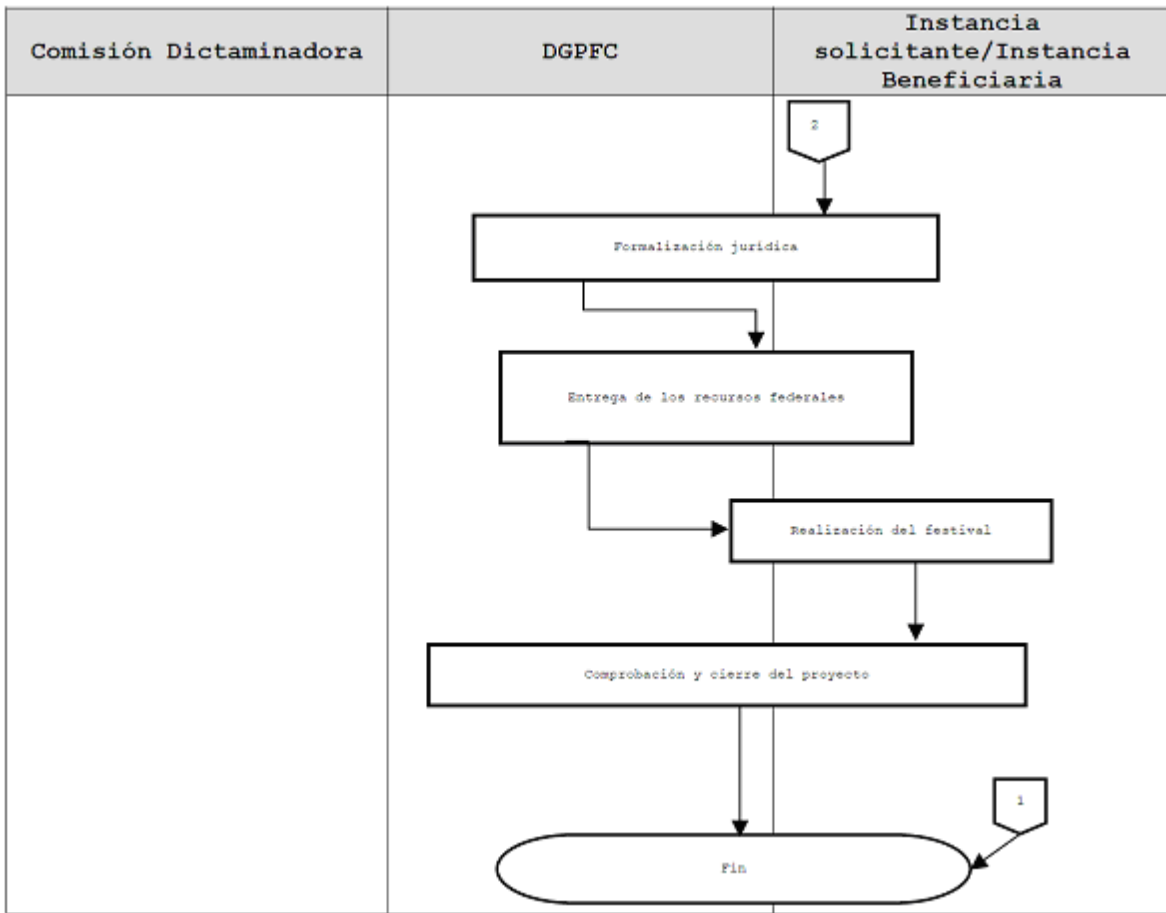 Comisión Dictaminadora
DGPFC
Instancia
solicitante/Instancia
Beneficiaria
2
Formalización jurídica
Entrega de los recursos federales
Realización del festival
Comprobación y cierre del proyecto
1
Fin